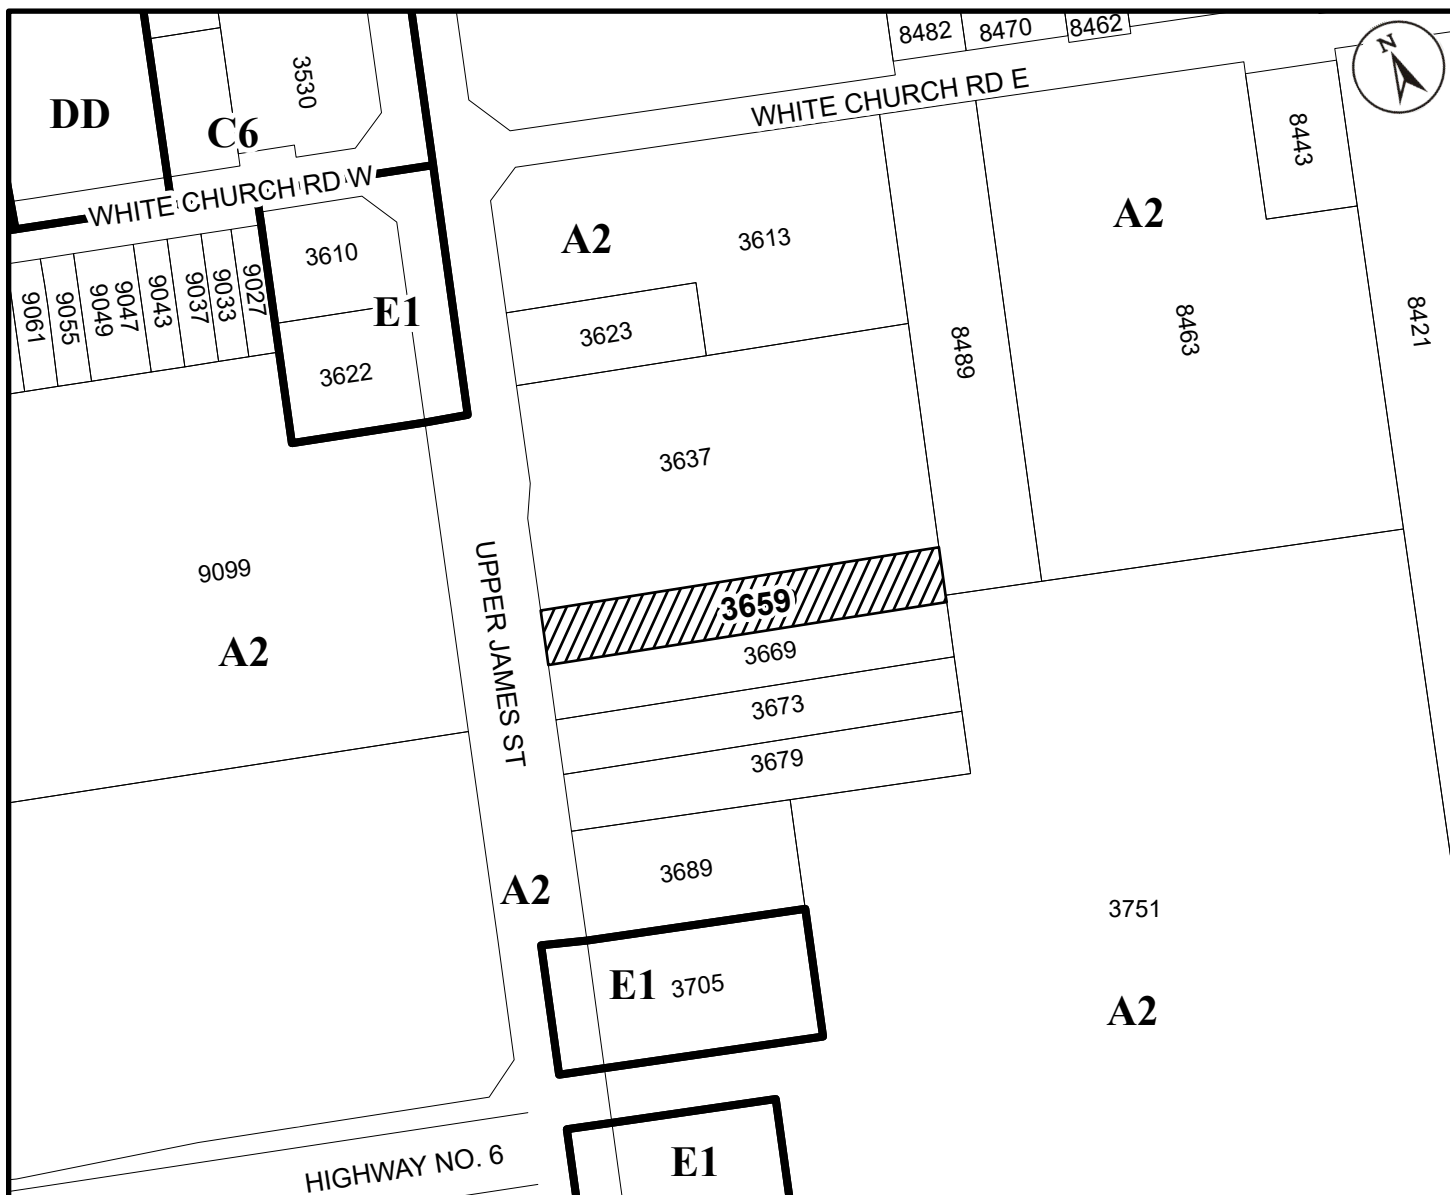 8482
8470
8462
N
WHITE CHURCH RD E
3530
DD
C6
8443
WHITE CHURCH RD W
A2
A2
3613
3610
E1
9061
9055
9049
9047
9043
9037
9033
9027
3623
8489
8463
8421
3622
3637
9099
UPPER JAMES ST
3659
A2
3669
3673
3679
A2
3689
3751
E1
3705
A2
HIGHWAY NO. 6
E1